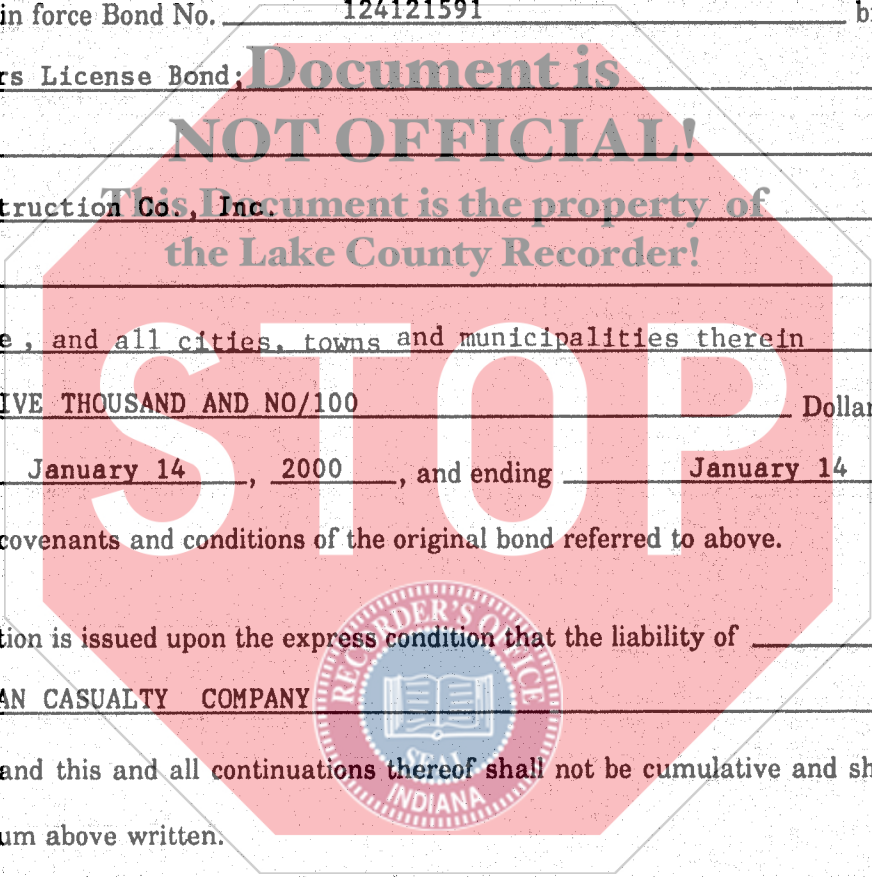 in force Bond No. 124121591
rs License Bond;
Document is
NOT OFFICIAL!
truction Co., Inc.
This Document is the property of
the Lake County Recorder!
e , and all cities, towns and municipalities therein
STOP
IVE THOUSAND AND NO/100 Dollar
January 14 , 2000 , and ending January 14
covenants and conditions of the original bond referred to above.
tion is issued upon the express condition that the liability of
AN CASUALTY COMPANY
RECORDER'S OFFICE
SEAL
INDIANA
and this and all continuations thereof shall not be cumulative and sh
um above written.